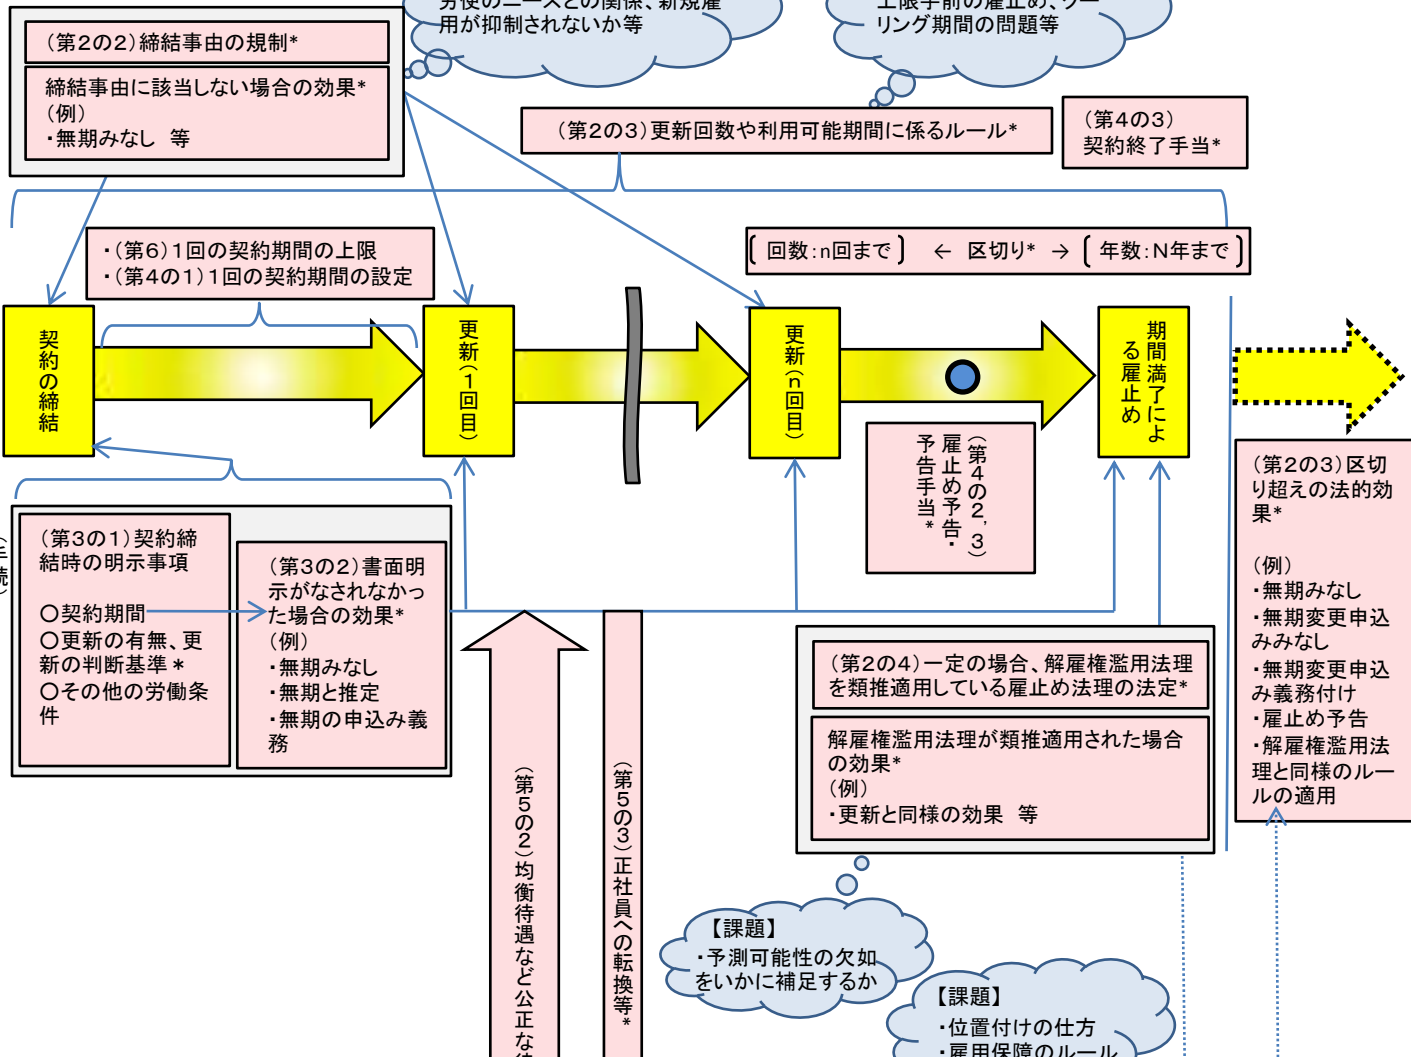 労使のニーズとの関係、新規雇
用が抑制されないか等
上限手前の雇止め、クー
リング期間の問題等
（第2の2）締結事由の規制*
締結事由に該当しない場合の効果*
（例）
・無期みなし　等
（第2の3）更新回数や利用可能期間に係るルール*
（第4の3）
契約終了手当*
・（第6）1回の契約期間の上限
・（第4の1）1回の契約期間の設定
〔 回数：n回まで 〕　←　区切り*　→　〔 年数：N年まで 〕
契約の締結
更新（1回目）
更新（n回目）
期間満了によ
る雇止め
（第4の2，3）
雇止め予告・
予告手当*
（第2の3）区切
り超えの法的効
果*
（例）
・無期みなし
・無期変更申込
みみなし
・無期変更申込
み義務付け
・雇止め予告
・解雇権濫用法
理と同様のルー
ルの適用
（手続）
（第3の1）契約締
結時の明示事項
○契約期間
○更新の有無、更
新の判断基準＊
○その他の労働条
件
（第3の2）書面明
示がなされなかっ
た場合の効果*
（例）
・無期みなし
・無期と推定
・無期の申込み義
務
（第2の4）一定の場合、解雇権濫用法理
を類推適用している雇止め法理の法定*
解雇権濫用法理が類推適用された場合
の効果*
（例）
・更新と同様の効果　等
（第5の2）均衡待遇など公正な待
（第5の3）正社員への転換等*
【課題】
・予測可能性の欠如
をいかに補足するか
【課題】
・位置付けの仕方
・雇用保障のルール